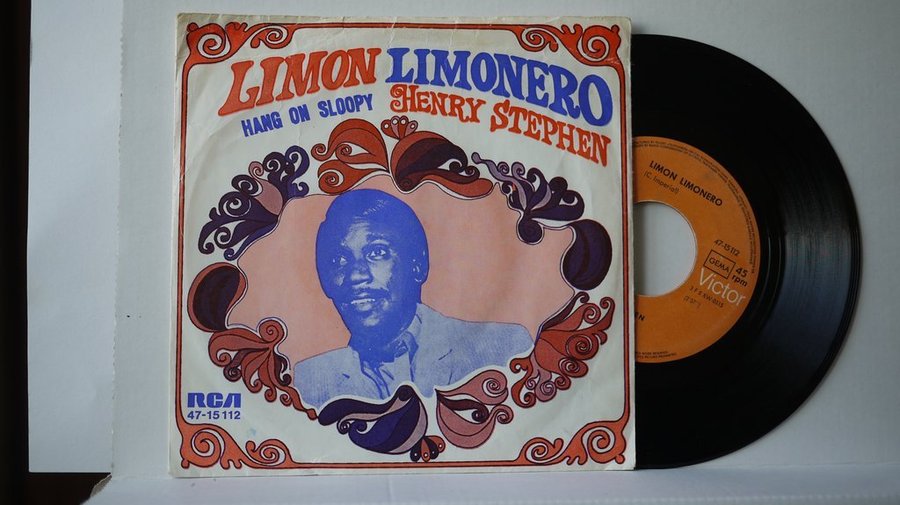 LIMON LIMONERO
HANG ON SLOOPY HENRY STEPHEN
RCA
47-15 112
LIMON LIMONERO
(C. Imperial)
47-15 112
GEMA
45
rpm
Victor